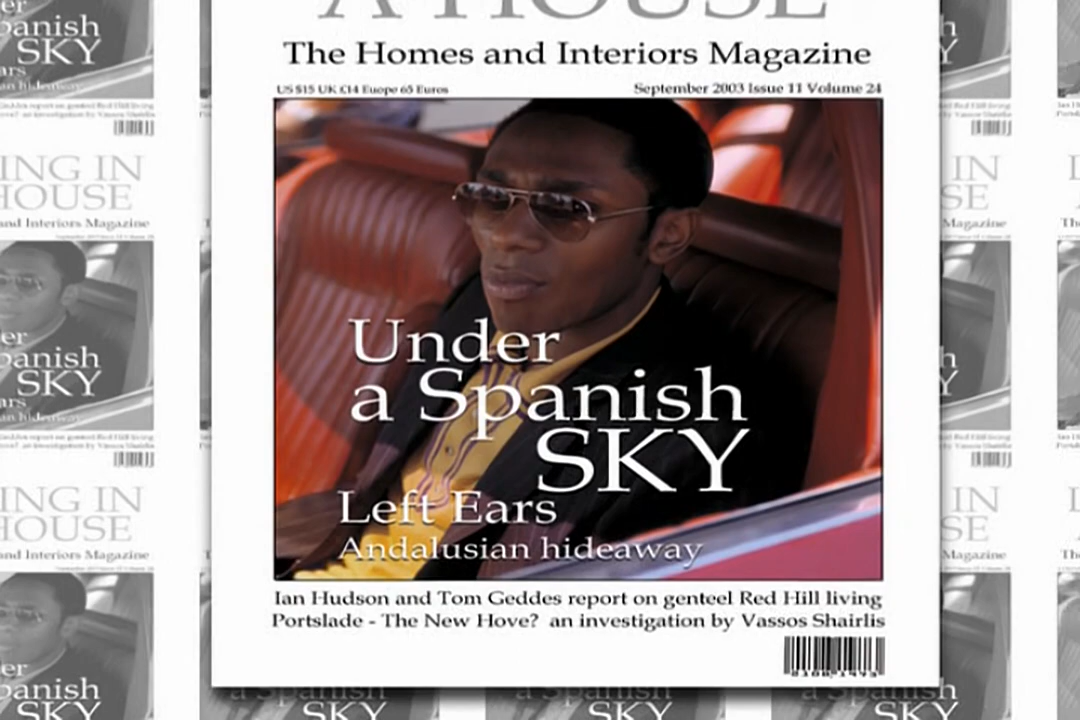 A HOUSE
The Homes and Interiors Magazine
US $15 UK £14 Euope 65 Euros
September 2003 Issue 11 Volume 24
Under
a Spanish
SKY
Left Ears
Andalusian hideaway
Ian Hudson and Tom Geddes report on genteel Red Hill living
Portslade - The New Hove? an investigation by Vassos Shairlis